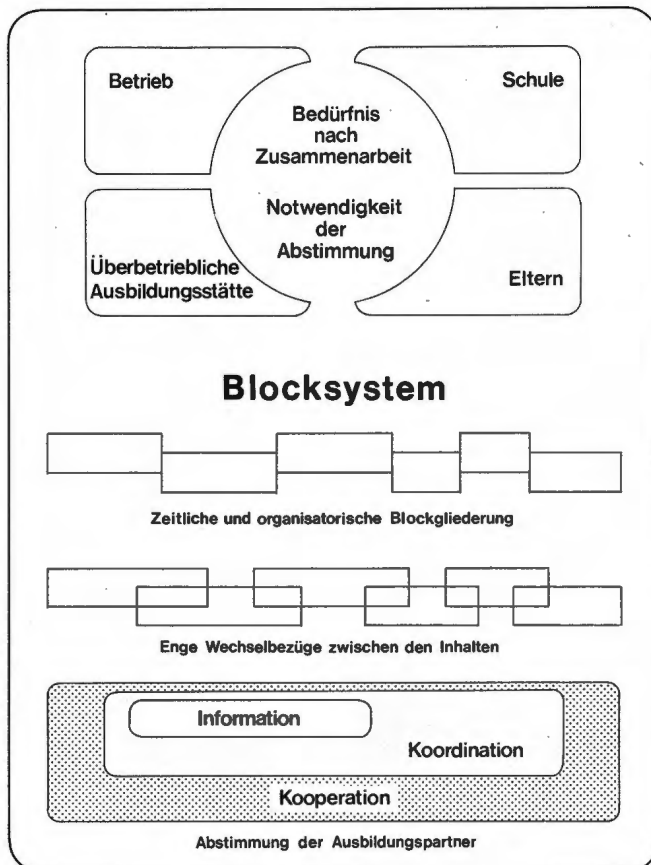 Betrieb
Schule
Bedürfnis
nach
Zusammenarbeit
Notwendigkeit
der
Abstimmung
Überbetriebliche
Ausbildungsstätte
Eltern
Blocksystem
Zeitliche und organisatorische Blockgliederung
Enge Wechselbezüge zwischen den Inhalten
Information
Koordination
Kooperation
Abstimmung der Ausbildungspartner